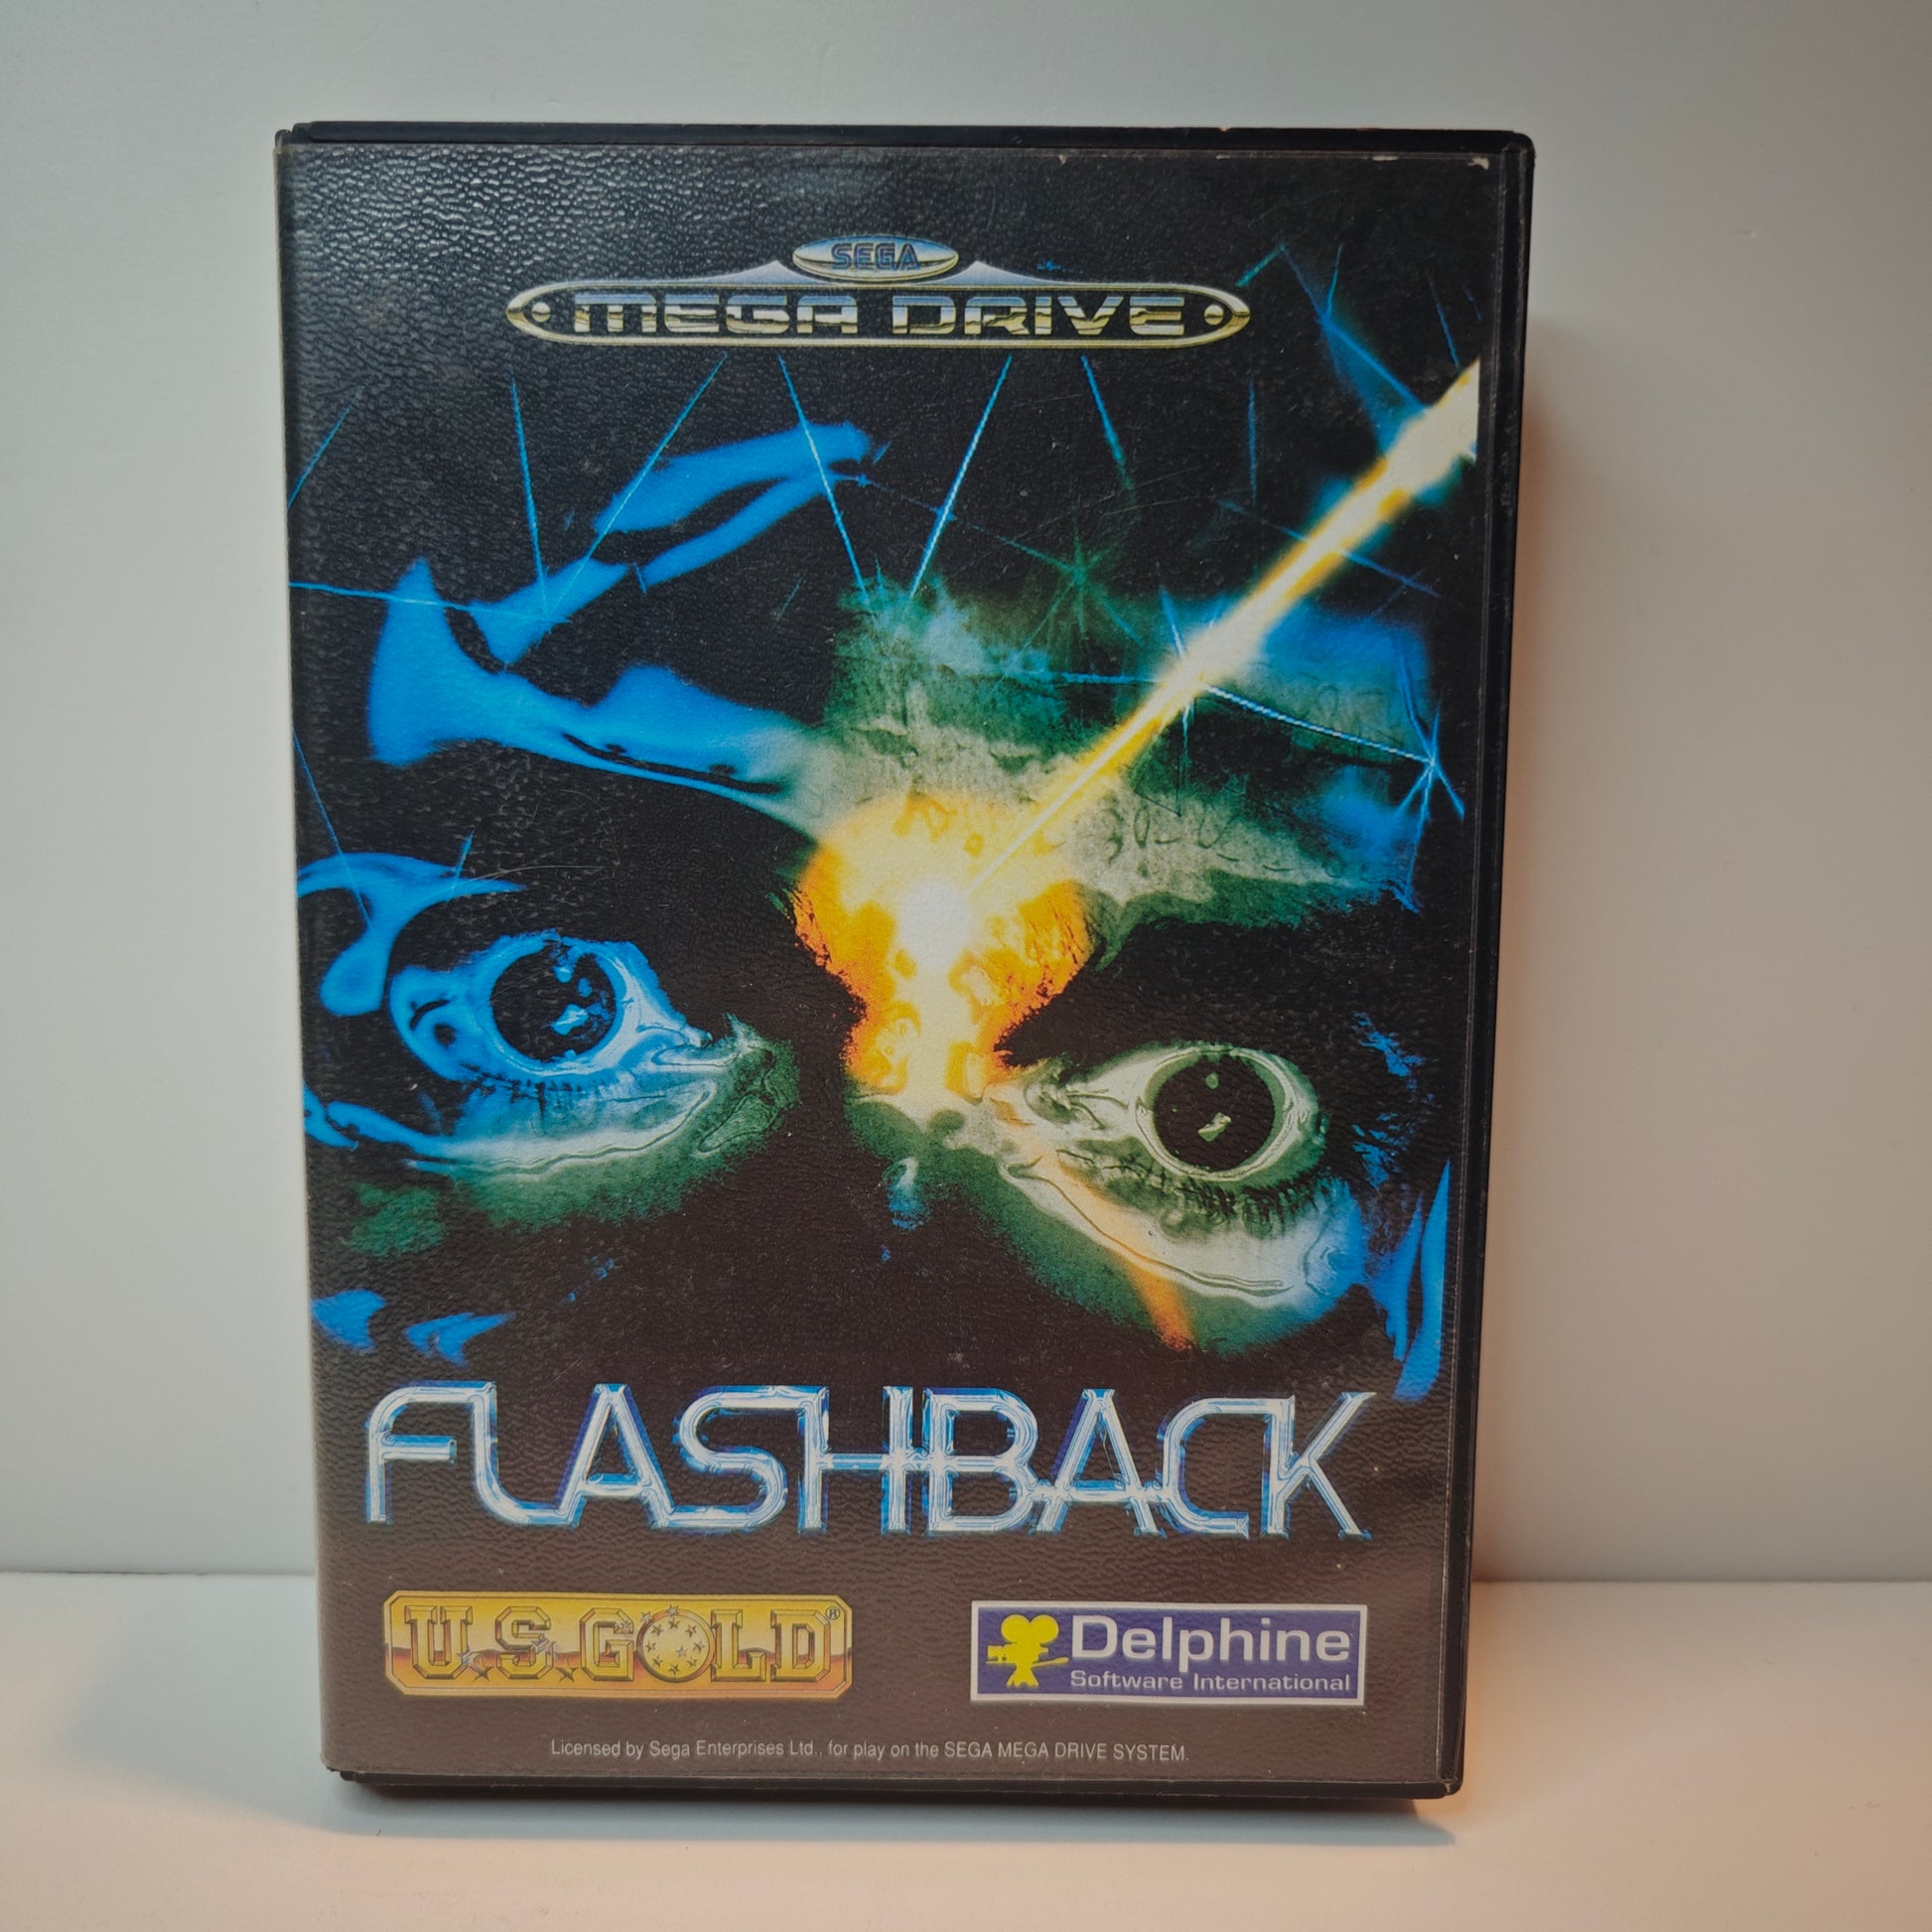 SEGA
MEGA DRIVE
FLASHBACK
U.S. GOLD®
Delphine
Software International
Licensed by Sega Enterprises Ltd., for play on the SEGA MEGA DRIVE SYSTEM.